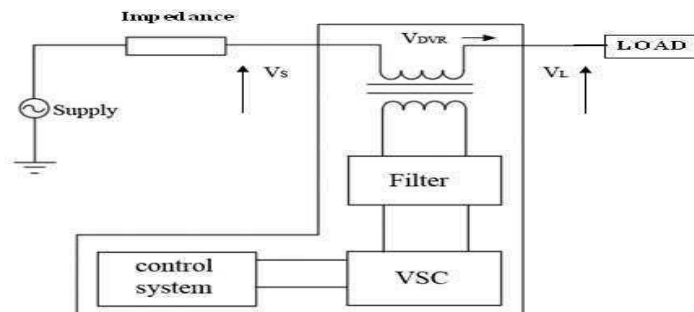 Impedance
VDVR
LOAD
VS
VL
Supply
Filter
control
system
VSC